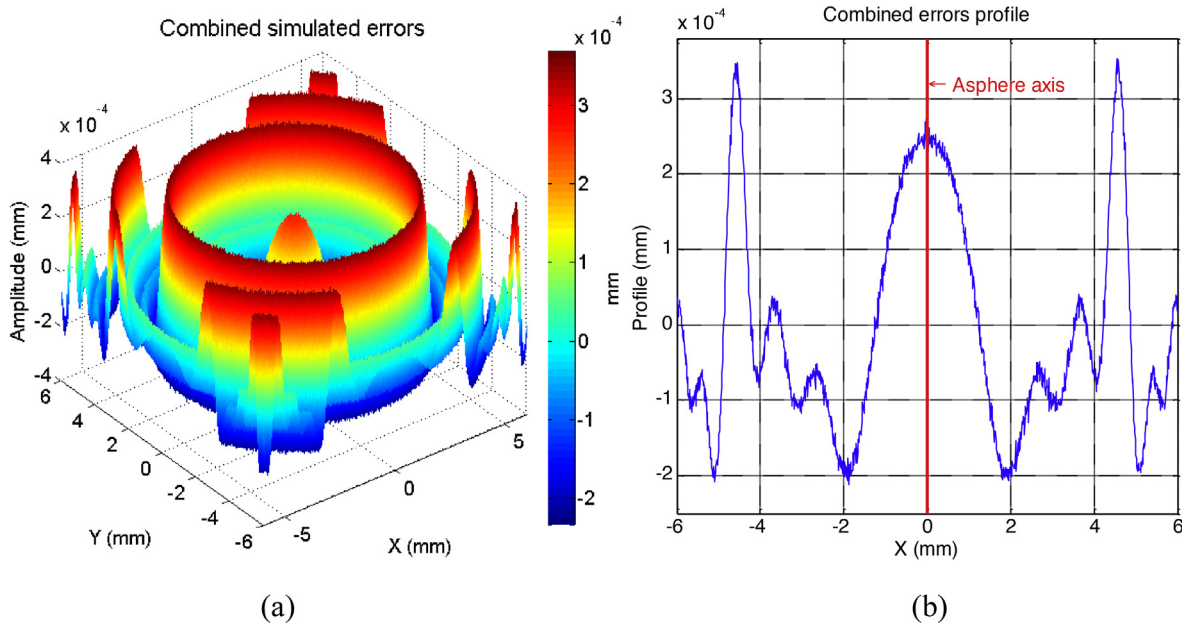 Combined simulated errors
x 10⁻⁴
4
2
0
-2
-4
Amplitude (mm)
6
4
2
0
-2
-4
-6
Y (mm)
-5
0
5
X (mm)
x 10⁻⁴
3
2
1
0
-1
-2
mm
(a)
Combined errors profile
x 10⁻⁴
Asphere axis
3
2
1
0
-1
-2
Profile (mm)
-6
-4
-2
0
2
4
6
X (mm)
(b)